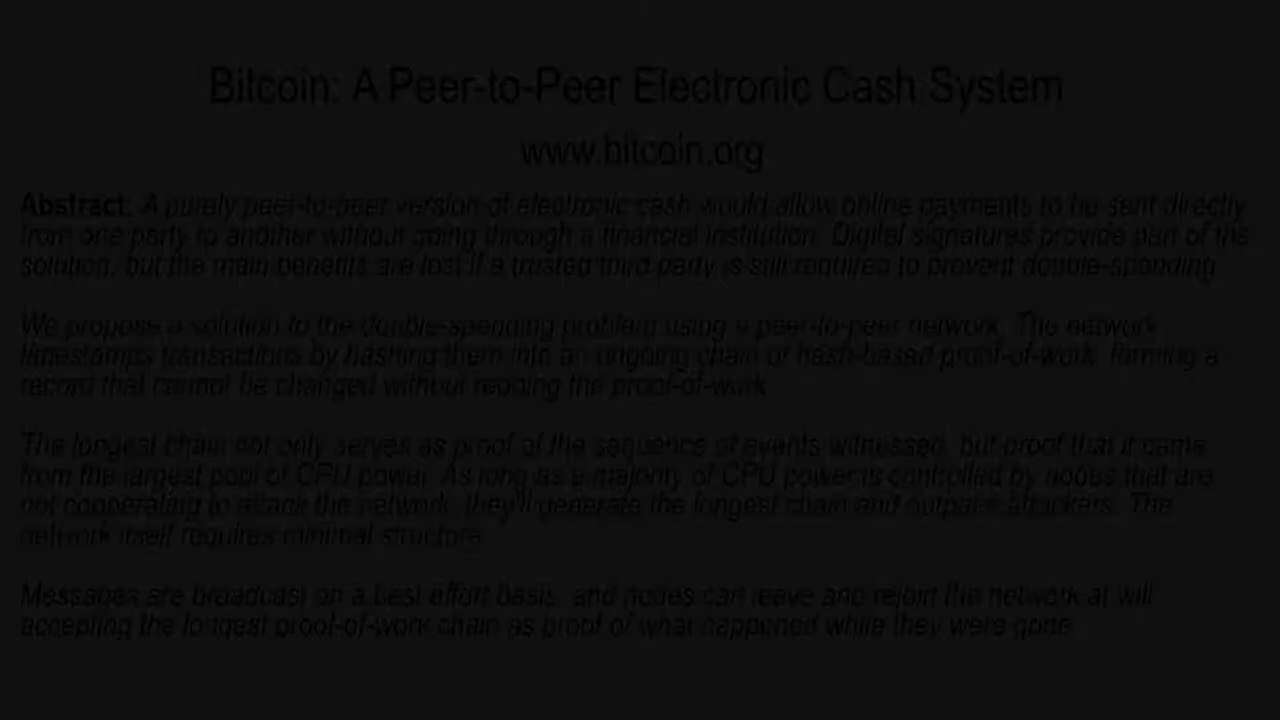 Bitcoin: A Peer-to-Peer Electronic Cash System
www.bitcoin.org
Abstract: A purely peer-to-peer version of electronic cash would allow online payments to be sent directly
from one party to another without going through a financial institution. Digital signatures provide part of the
solution, but the main benefits are lost if a trusted third party is still required to prevent double-spending.
We propose a solution to the double-spending problem using a peer-to-peer network. The network
timestamps transactions by hashing them into an ongoing chain of hash-based proof-of-work, forming a
record that cannot be changed without redoing the proof-of-work.
The longest chain not only serves as proof of the sequence of events witnessed, but proof that it came
from the largest pool of CPU power. As long as a majority of CPU power is controlled by nodes that are
not cooperating to attack the network, they'll generate the longest chain and outpace attackers. The
network itself requires minimal structure.
Messages are broadcast on a best effort basis, and nodes can leave and rejoin the network at will
accepting the longest proof-of-work chain as proof of what happened while they were gone.